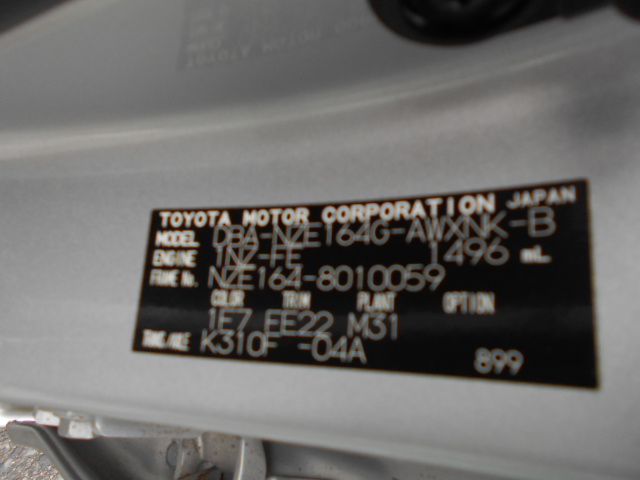 TOYOTA MOTOR CORPORATION JAPAN
MODEL DBA-NZE164G-AWXNK-B
ENGINE 1NZ-FE 1496 mL
FRAME No. NZE164-8010059
COLOR TRIM PLANT OPTION
1F7 FE22 M31
TRANS/AXLE K310F -04A 899